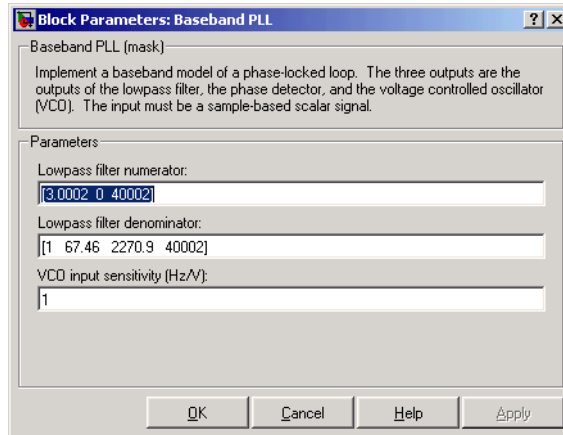 Block Parameters: Baseband PLL
Baseband PLL (mask)
Implement a baseband model of a phase-locked loop. The three outputs are the
outputs of the lowpass filter, the phase detector, and the voltage controlled oscillator
(VCO). The input must be a sample-based scalar signal.
Parameters
Lowpass filter numerator:
[3.0002 0 40002]
Lowpass filter denominator:
[1 67.46 2270.9 40002]
VCO input sensitivity (Hz/V):
1
OK Cancel Help Apply